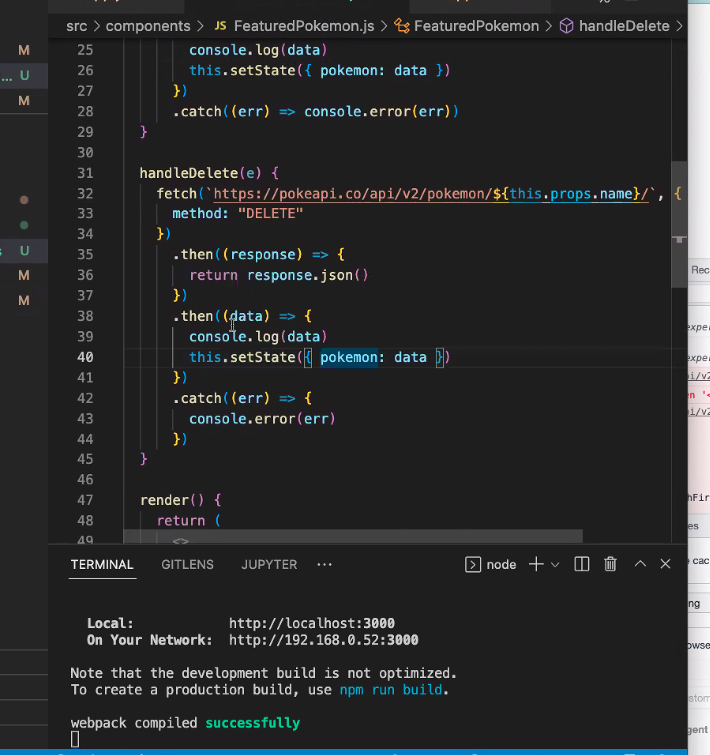 src > components > JS FeaturedPokemon.js > FeaturedPokemon > handleDelete >
M
... U
M
U
M
M
25 console.log(data)
26 this.setState({ pokemon: data })
27 })
28 .catch((err) => console.error(err))
29 }
30
31 handleDelete(e) {
32 fetch(`https://pokeapi.co/api/v2/pokemon/${this.props.name}/`, {
33 method: "DELETE"
34 })
35 .then((response) => {
36 return response.json()
37 })
38 .then((data) => {
39 console.log(data)
40 this.setState({ pokemon: data })
41 })
42 .catch((err) => {
43 console.error(err)
44 })
45 }
46
47 render() {
48 return (
49 <>
TERMINAL GITLENS JUPYTER ... node
Local: http://localhost:3000
On Your Network: http://192.168.0.52:3000
Note that the development build is not optimized.
To create a production build, use npm run build.
webpack compiled successfully